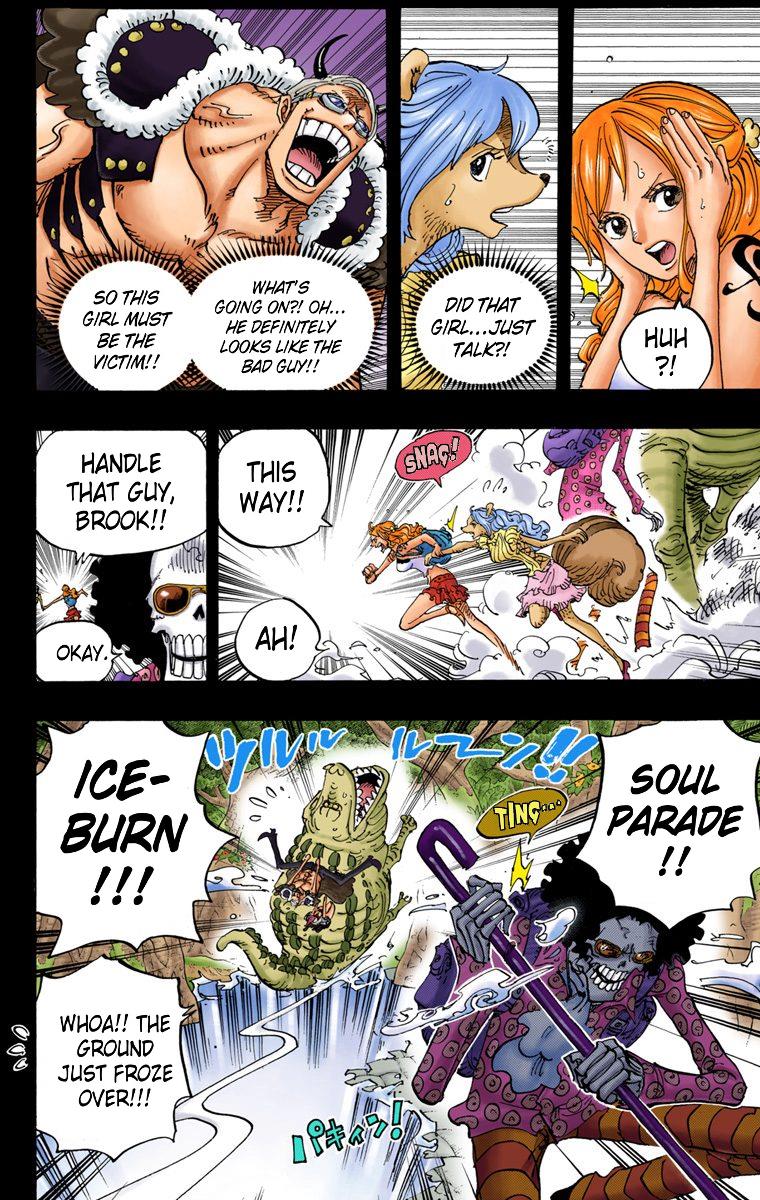 HUH
?!
DID THAT
GIRL...JUST
TALK?!
WHAT'S
GOING ON?! OH...
HE DEFINITELY
LOOKS LIKE THE
BAD GUY!!
SO THIS
GIRL MUST
BE THE
VICTIM!!
SNAG!
THIS
WAY!!
AH!
HANDLE
THAT GUY,
BROOK!!
OKAY.
SOUL
PARADE
!!
TING...
ツルルルルーン!!
ICE-
BURN
!!!
WHOA!! THE
GROUND
JUST FROZE
OVER!!!
パキィン!